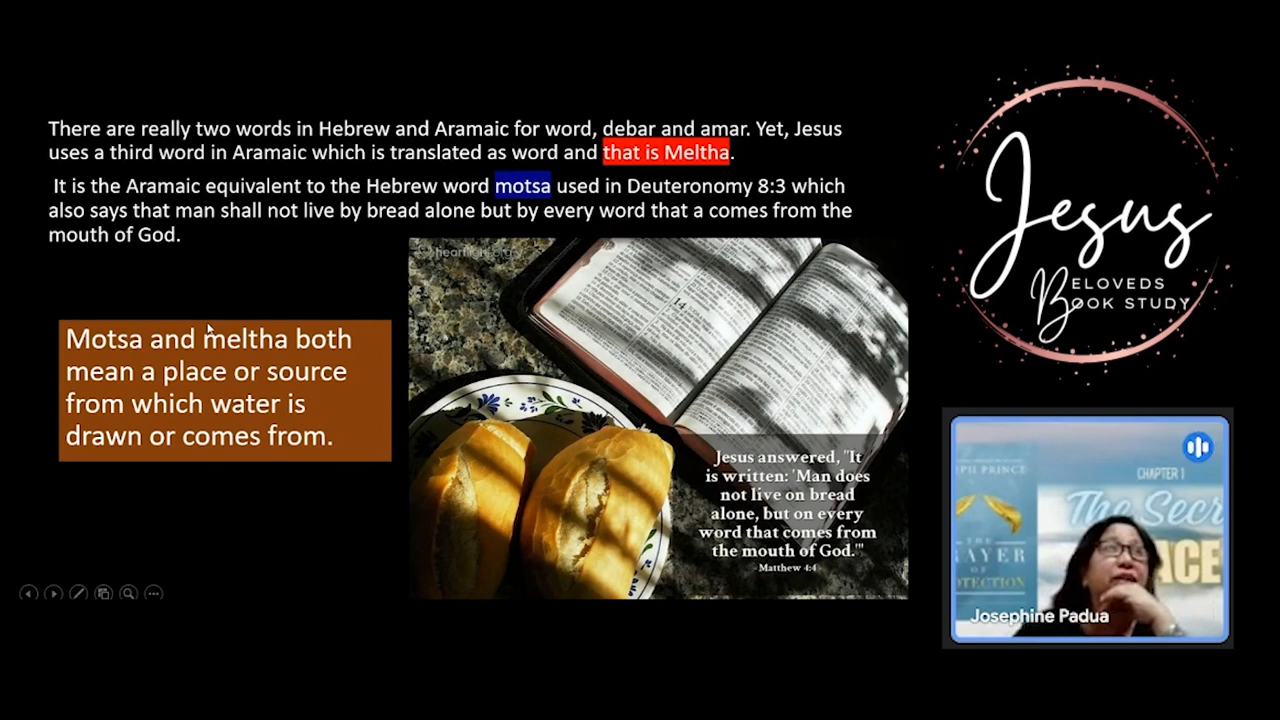 There are really two words in Hebrew and Aramaic for word, debar and amar. Yet, Jesus
uses a third word in Aramaic which is translated as word and that is Meltha.
It is the Aramaic equivalent to the Hebrew word motsa used in Deuteronomy 8:3 which
also says that man shall not live by bread alone but by every word that a comes from the
mouth of God.
Motsa and meltha both
mean a place or source
from which water is
drawn or comes from.
14
Jesus answered, "It
is written: 'Man does
not live on bread
alone, but on every
word that comes from
the mouth of God.'"
- Matthew 4:4
Jesus
BELOVEDS
BOOK STUDY
PRINCE
THE
OF
CHAPTER 1
The
Josephine Padua